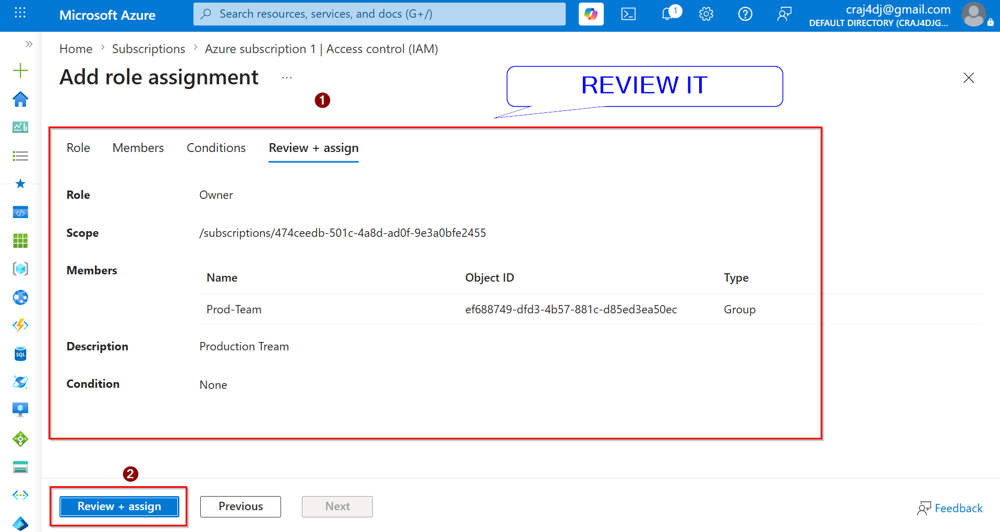 Microsoft Azure
Search resources, services, and docs (G+/)
1
craj4dj@gmail.com
DEFAULT DIRECTORY (CRAJ4DJG...
Home > Subscriptions > Azure subscription 1 | Access control (IAM)
Add role assignment ...
REVIEW IT
1
Role Members Conditions Review + assign
Role Owner
Scope /subscriptions/474ceedb-501c-4a8d-ad0f-9e3a0bfe2455
Members
Name Object ID Type
Prod-Team ef688749-dfd3-4b57-881c-d85ed3ea50ec Group
Description Production Tream
Condition None
SQL
2
Review + assign Previous Next
Feedback